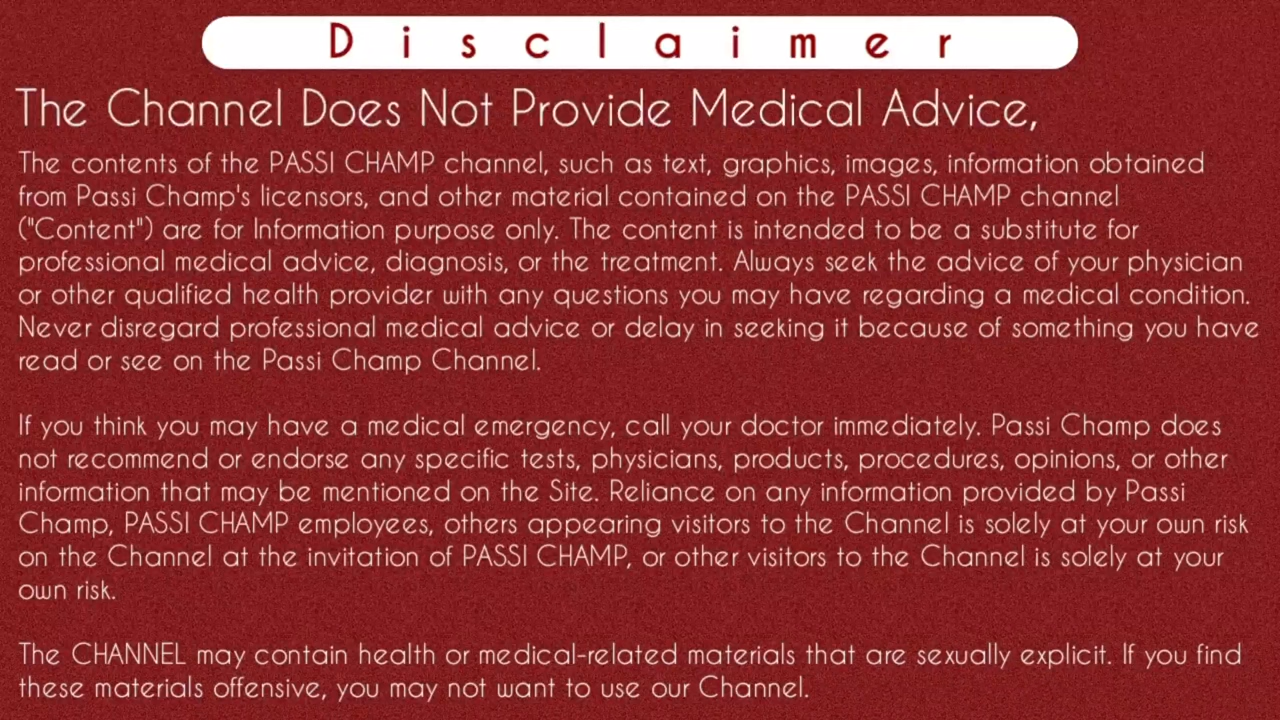 Disclaimer
The Channel Does Not Provide Medical Advice,
The contents of the PASSI CHAMP channel, such as text, graphics, images, information obtained
from Passi Champ's licensors, and other material contained on the PASSI CHAMP channel
("Content") are for Information purpose only. The content is intended to be a substitute for
professional medical advice, diagnosis, or the treatment. Always seek the advice of your physician
or other qualified health provider with any questions you may have regarding a medical condition.
Never disregard professional medical advice or delay in seeking it because of something you have
read or see on the Passi Champ Channel.
If you think you may have a medical emergency, call your doctor immediately. Passi Champ does
not recommend or endorse any specific tests, physicians, products, procedures, opinions, or other
information that may be mentioned on the Site. Reliance on any information provided by Passi
Champ, PASSI CHAMP employees, others appearing visitors to the Channel is solely at your own risk
on the Channel at the invitation of PASSI CHAMP, or other visitors to the Channel is solely at your
own risk.
The CHANNEL may contain health or medical-related materials that are sexually explicit. If you find
these materials offensive, you may not want to use our Channel.